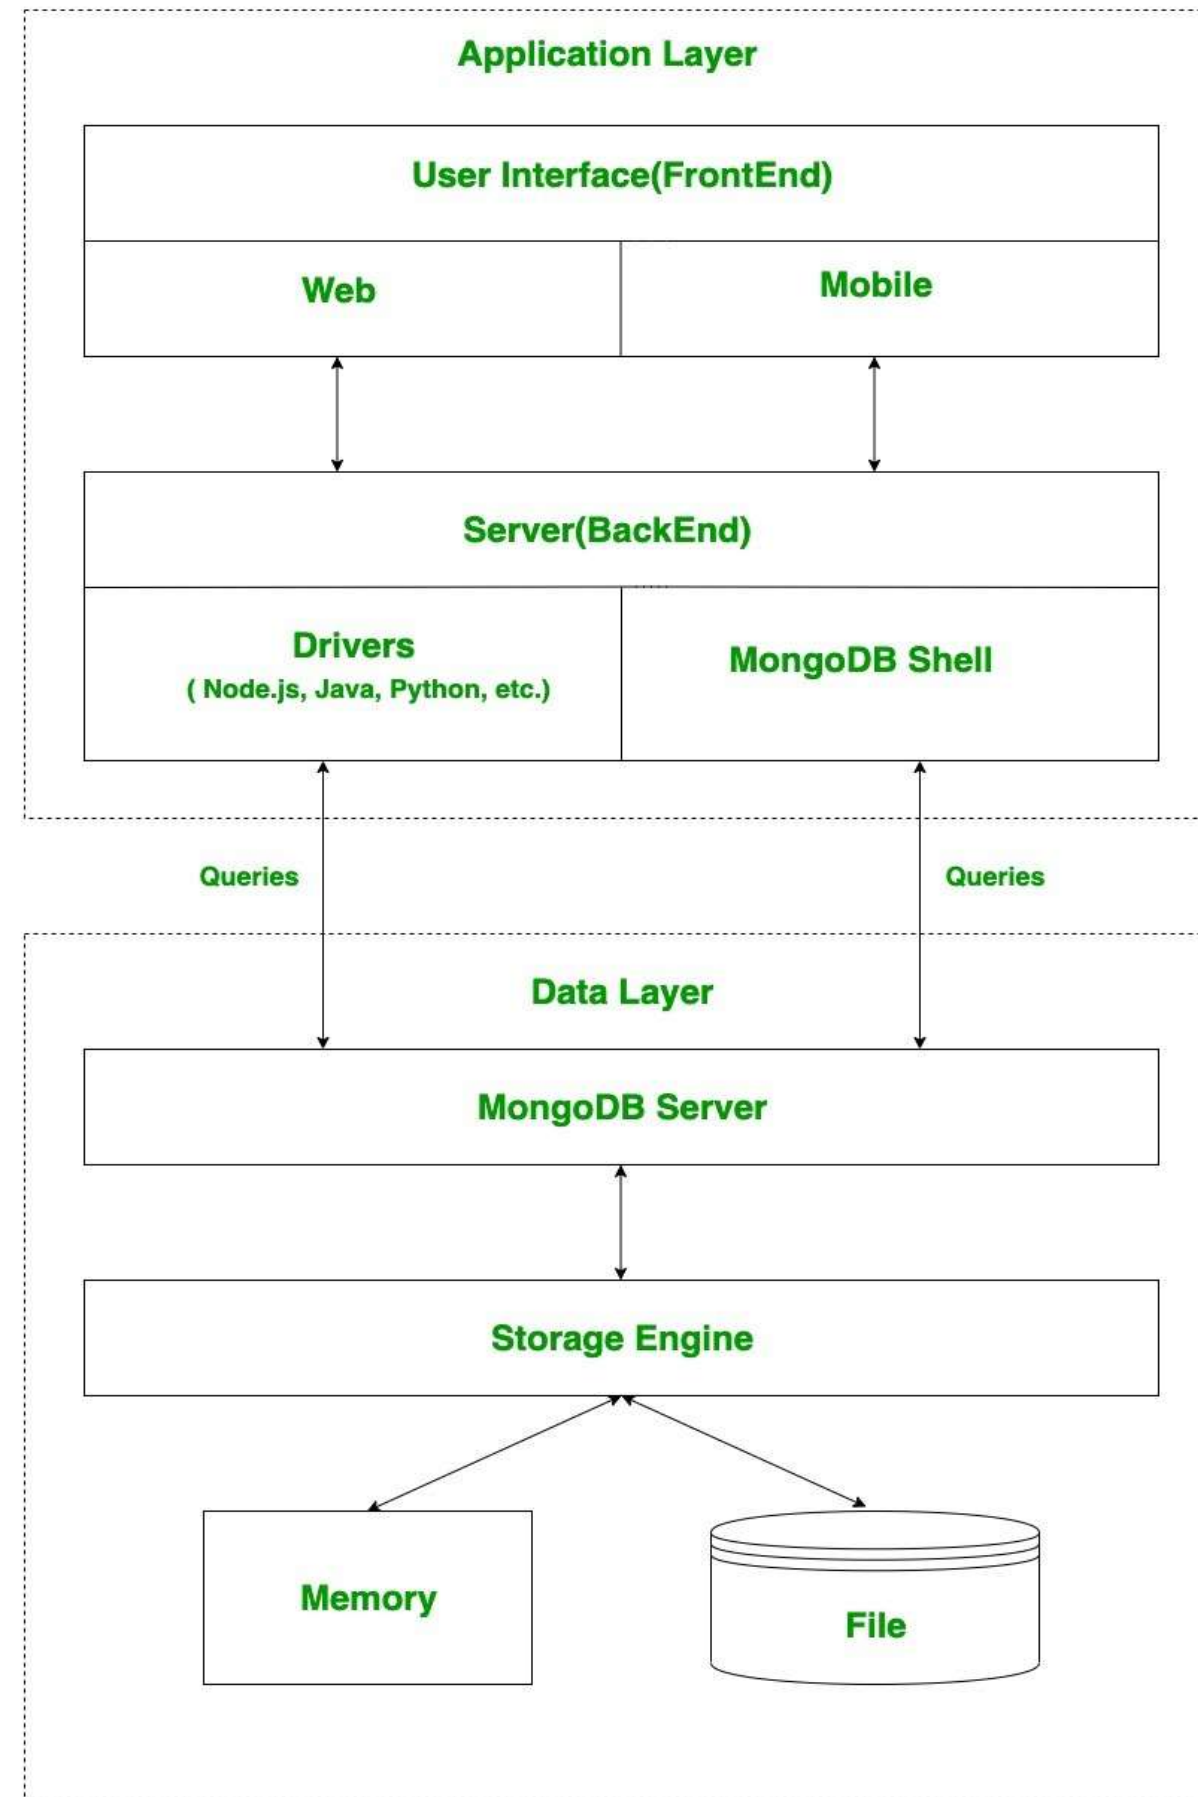 Application Layer
User Interface(FrontEnd)
Web
Mobile
Server(BackEnd)
Drivers
( Node.js, Java, Python, etc.)
MongoDB Shell
Queries
Queries
Data Layer
MongoDB Server
Storage Engine
Memory
File